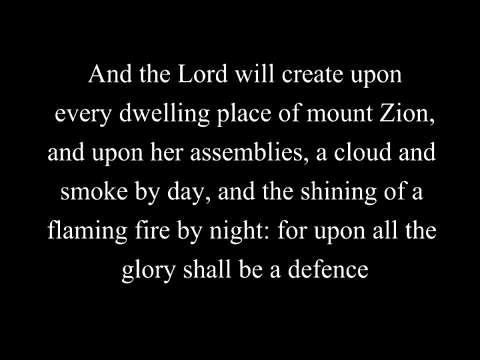 And the Lord will create upon
every dwelling place of mount Zion,
and upon her assemblies, a cloud and
smoke by day, and the shining of a
flaming fire by night: for upon all the
glory shall be a defence